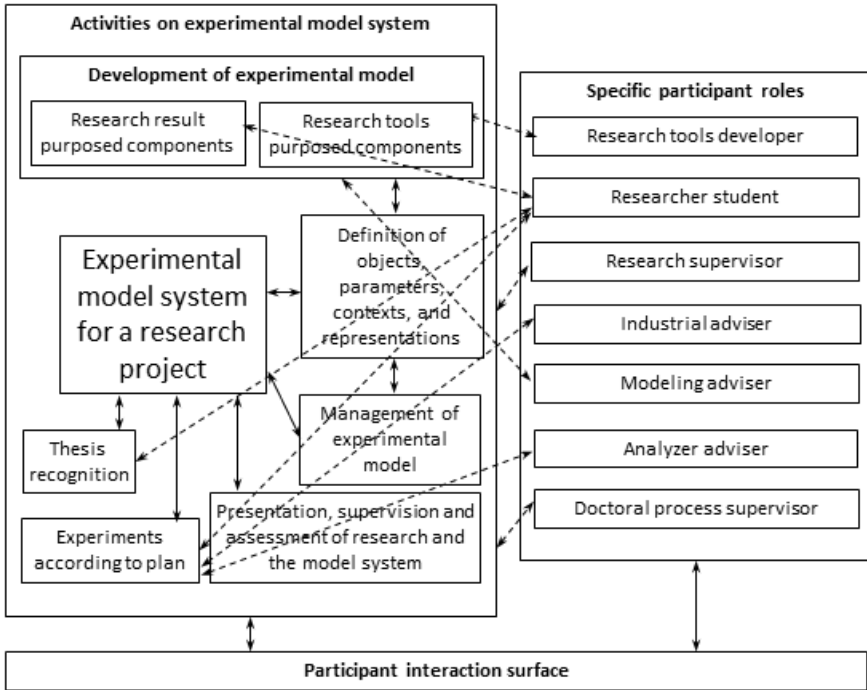 Activities on experimental model system
Development of experimental model
Research result
purposed components
Research tools
purposed components
Experimental
model system
for a research
project
Definition of
objects
parameters,
contexts, and
representations
Management of
experimental
model
Thesis
recognition
Experiments
according to plan
Presentation, supervision and
assessment of research and
the model system
Specific participant roles
Research tools developer
Researcher student
Research supervisor
Industrial adviser
Modeling adviser
Analyzer adviser
Doctoral process supervisor
Participant interaction surface